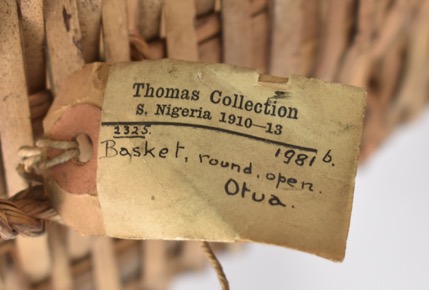 Thomas Collection
S. Nigeria 1910—13
2325.
1981 b.
Basket, round, open.
Otua.